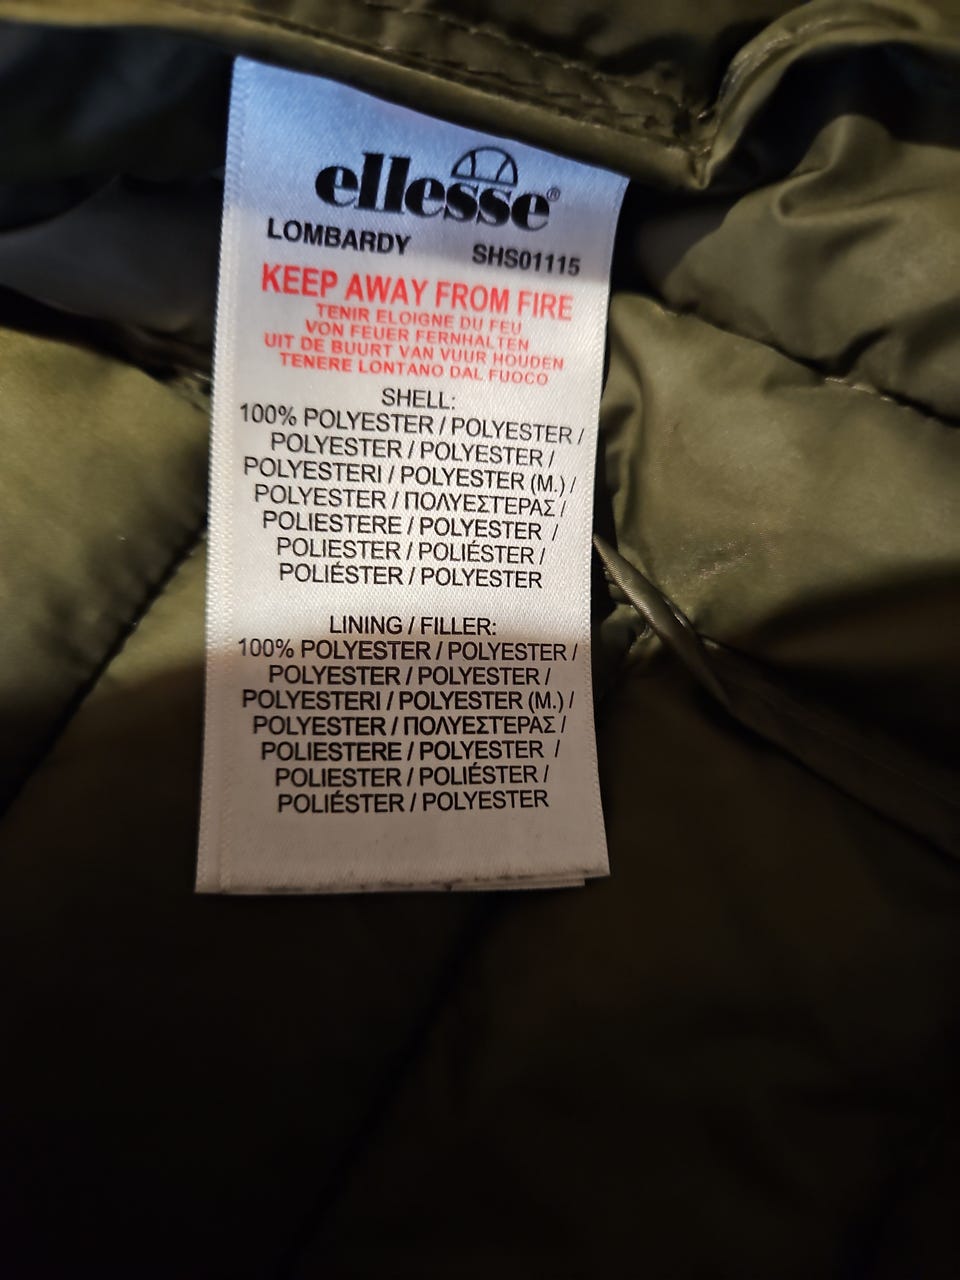 ellesse®
LOMBARDY SHS01115
KEEP AWAY FROM FIRE
TENIR ELOIGNE DU FEU
VON FEUER FERNHALTEN
UIT DE BUURT VAN VUUR HOUDEN
TENERE LONTANO DAL FUOCO
SHELL:
100% POLYESTER / POLYESTER /
POLYESTER / POLYESTER /
POLYESTERI / POLYESTER (M.) /
POLYESTER / ΠΟΛΥΕΣΤΕΡΑΣ /
POLIESTERE / POLYESTER /
POLIESTER / POLIÉSTER /
POLIÉSTER / POLYESTER
LINING / FILLER:
100% POLYESTER / POLYESTER /
POLYESTER / POLYESTER /
POLYESTERI / POLYESTER (M.) /
POLYESTER / ΠΟΛΥΕΣΤΕΡΑΣ /
POLIESTERE / POLYESTER /
POLIESTER / POLIÉSTER /
POLIÉSTER / POLYESTER